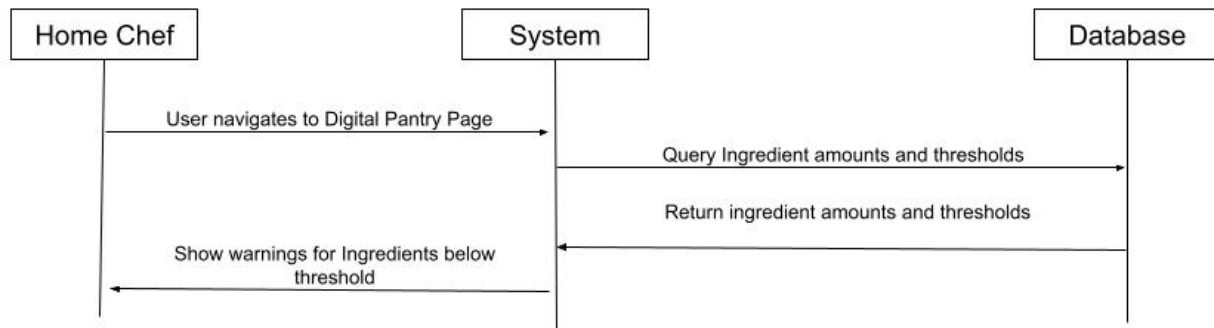 Home Chef
System
Database
User navigates to Digital Pantry Page
Query Ingredient amounts and thresholds
Return ingredient amounts and thresholds
Show warnings for Ingredients below
threshold